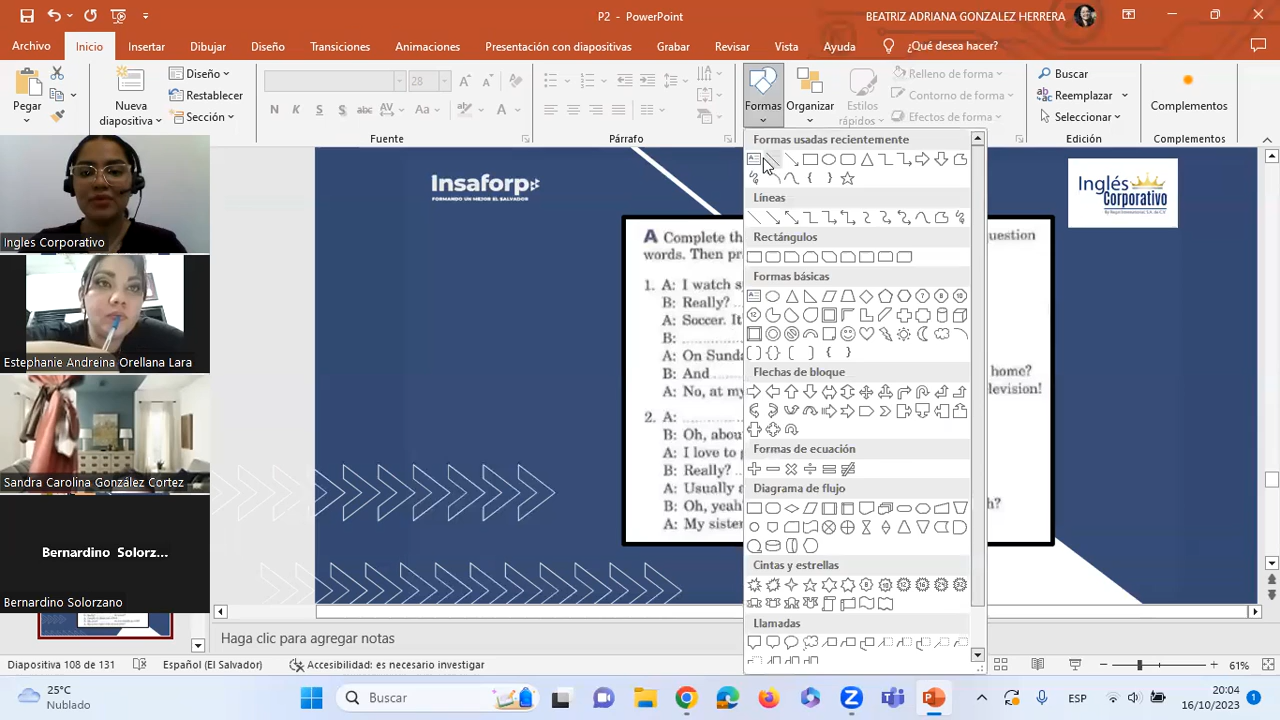 P2 - PowerPoint
BEATRIZ ADRIANA GONZALEZ HERRERA
Archivo Inicio Insertar Dibujar Diseño Transiciones Animaciones Presentación con diapositivas Grabar Revisar Vista Ayuda ¿Qué desea hacer?
Pegar
Nueva
diapositiva
Diseño
Restablecer
Sección
28
N K S S abc AV Aa
Fuente
Párrafo
Formas
Organizar
Estilos
rápidos
Relleno de forma
Contorno de forma
Efectos de forma
Buscar
Reemplazar
Seleccionar
Edición
Complementos
Complementos
Formas usadas recientemente
Líneas
Rectángulos
Formas básicas
Flechas de bloque
Formas de ecuación
Diagrama de flujo
Cintas y estrellas
Llamadas
Inglés Corporativo
Estephanie Andreina Orellana Lara
Sandra Carolina González Cortez
Bernardino Solorz...
Bernardino Solorzano
Insaforp
FORMANDO UN MEJOR EL SALVADOR
Inglés
Corporativo
A Complete th
uestion
words. Then pr
1. A: I watch s
B: Really?
A: Soccer. It
B:
A: On Sunda
home?
B: And
A: No, at my
levision!
2. A:
B: Oh, abou
A: I love to g
B: Really?
A: Usually a
B: Oh, yeah
h?
A: My siste
Haga clic para agregar notas
Diapositiva 108 de 131 Español (El Salvador) Accesibilidad: es necesario investigar 61%
25°C
Nublado
Buscar
ESP
20:04
16/10/2023
1